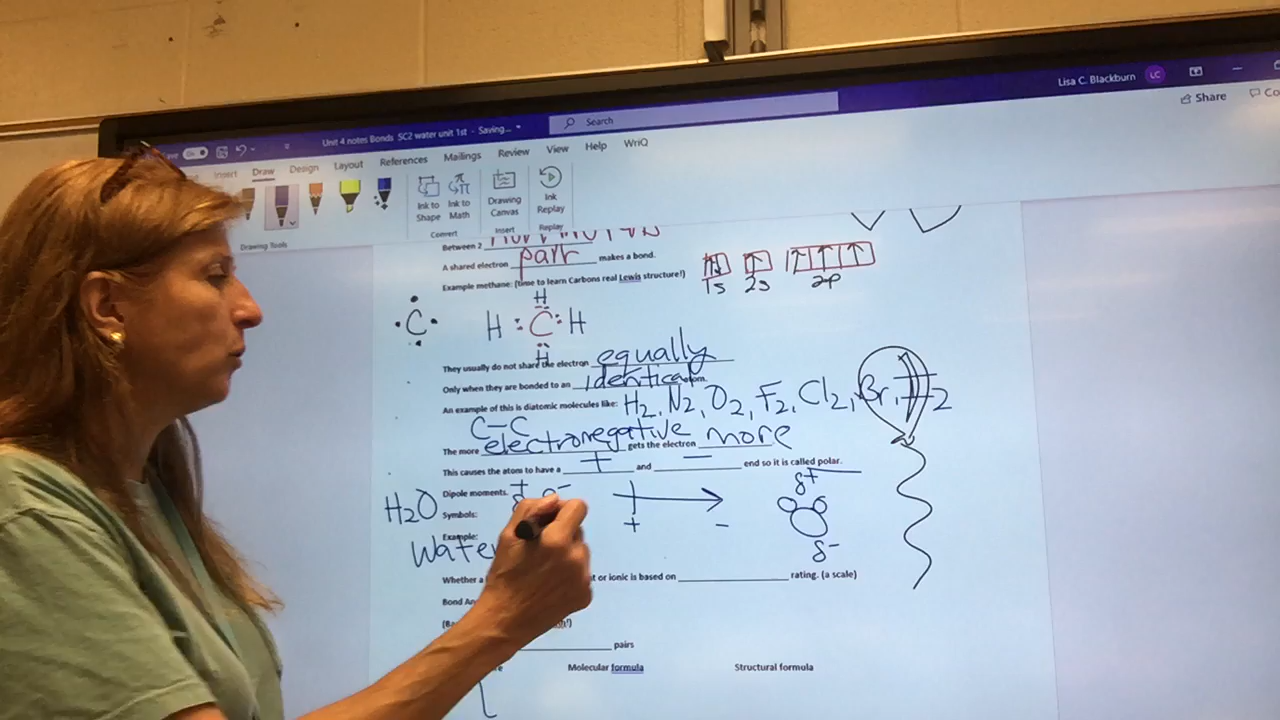 Lisa C. Blackburn LC
Unit 4 notes Bonds SC2 water unit 1st - Saving...
Search
Share
Insert Draw Design Layout References Mailings Review View Help WriQ
Ink to Shape
Ink to Math
Drawing Canvas
Ink Replay
Drawing Tools Convert Insert Replay
Between 2
A shared electron pair makes a bond.
Example methane: (time to learn Carbons real Lewis structure!)
1s 2s 2p
H
C H : C : H
H
They usually do not share the electron equally
Only when they are bonded to an identical atom.
An example of this is diatomic molecules like: H2, N2, O2, F2, Cl2, Br, I2
C-C
The more electronegative gets the electron more
This causes the atom to have a + and - end so it is called polar.
Dipole moments.
H2O Symbols: + -
δ+
δ-
Example:
Water
Whether a or ionic is based on rating. (a scale)
Bond
pairs
Molecular formula Structural formula